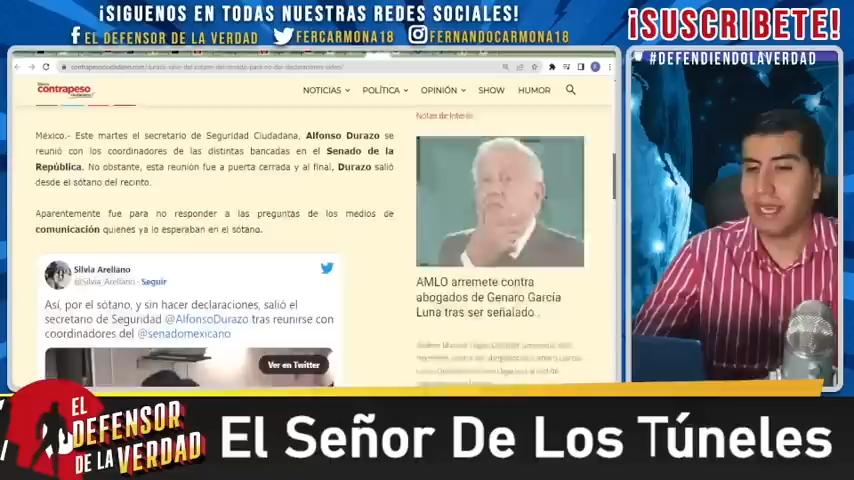 ¡SIGUENOS EN TODAS NUESTRAS REDES SOCIALES!
EL DEFENSOR DE LA VERDAD FERCARMONA18 FERNANDOCARMONA18
¡SUSCRIBETE!
#DEFENDIENDOLAVERDAD
contrapeso
NOTICIAS POLÍTICA OPINIÓN SHOW HUMOR
México.- Este martes el secretario de Seguridad Ciudadana, Alfonso Durazo se
reunió con los coordinadores de las distintas bancadas en el Senado de la
República. No obstante, esta reunión fue a puerta cerrada y al final, Durazo salió
desde el sótano del recinto.
Aparentemente fue para no responder a las preguntas de los medios de
comunicación quienes ya lo esperaban en el sótano.
Silvia Arellano
@Silvia_Arellano · Seguir
Así, por el sótano, y sin hacer declaraciones, salió el
secretario de Seguridad @AlfonsoDurazo tras reunirse con
coordinadores del @senadomexicano
Ver en Twitter
Notas de Interés
AMLO arremete contra
abogados de Genaro García
Luna tras ser señalado..
EL
DEFENSOR
DE LA VERDAD
El Señor De Los Túneles